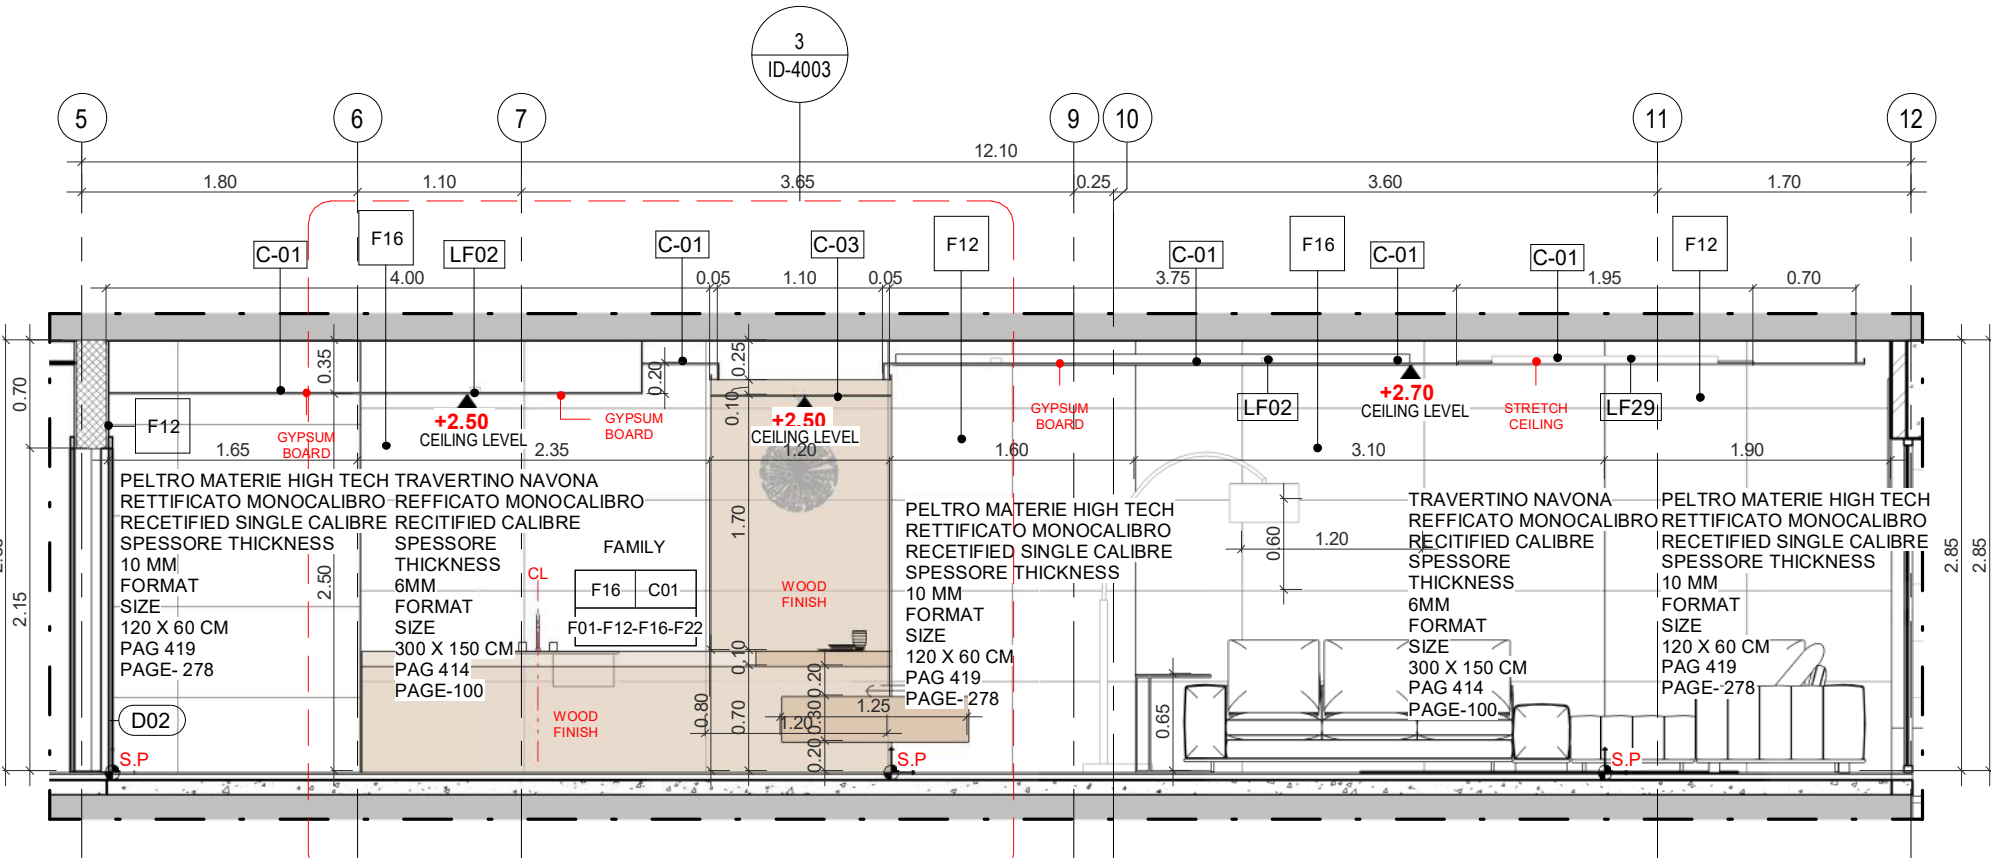 3
ID-4003
5
6
7
9
10
11
12
12.10
1.80
1.10
3.65
0.25
3.60
1.70
C-01
F16
LF02
C-01
C-03
F12
C-01
F16
C-01
C-01
F12
4.00
0.05
1.10
0.05
3.75
1.95
0.70
0.70
0.35
0.20
0.25
0.10
F12
GYPSUM
BOARD
+2.50
CEILING LEVEL
GYPSUM
BOARD
+2.50
CEILING LEVEL
GYPSUM
BOARD
LF02
+2.70
CEILING LEVEL
STRETCH
CEILING
LF29
1.65
2.35
1.20
1.60
3.10
1.90
PELTRO MATERIE HIGH TECH
RETTIFICATO MONOCALIBRO
RECETIFIED SINGLE CALIBRE
SPESSORE THICKNESS
10 MM
FORMAT
SIZE
120 X 60 CM
PAG 419
PAGE- 278
TRAVERTINO NAVONA
REFFICATO MONOCALIBRO
RECITIFIED CALIBRE
SPESSORE
THICKNESS
6MM
FORMAT
SIZE
300 X 150 CM
PAG 414
PAGE-100
FAMILY
F16 C01
F01-F12-F16-F22
CL
WOOD
FINISH
WOOD
FINISH
PELTRO MATERIE HIGH TECH
RETTIFICATO MONOCALIBRO
RECETIFIED SINGLE CALIBRE
SPESSORE THICKNESS
10 MM
FORMAT
SIZE
120 X 60 CM
PAG 419
PAGE- 278
TRAVERTINO NAVONA
REFFICATO MONOCALIBRO
RECITIFIED CALIBRE
SPESSORE
THICKNESS
6MM
FORMAT
SIZE
300 X 150 CM
PAG 414
PAGE-100
PELTRO MATERIE HIGH TECH
RETTIFICATO MONOCALIBRO
RECETIFIED SINGLE CALIBRE
SPESSORE THICKNESS
10 MM
FORMAT
SIZE
120 X 60 CM
PAG 419
PAGE- 278
2.15
2.50
1.70
0.10
0.80
0.70
0.20
0.30
0.20
1.20
1.25
0.60
1.20
0.65
2.85
2.85
D02
S.P
S.P
S.P